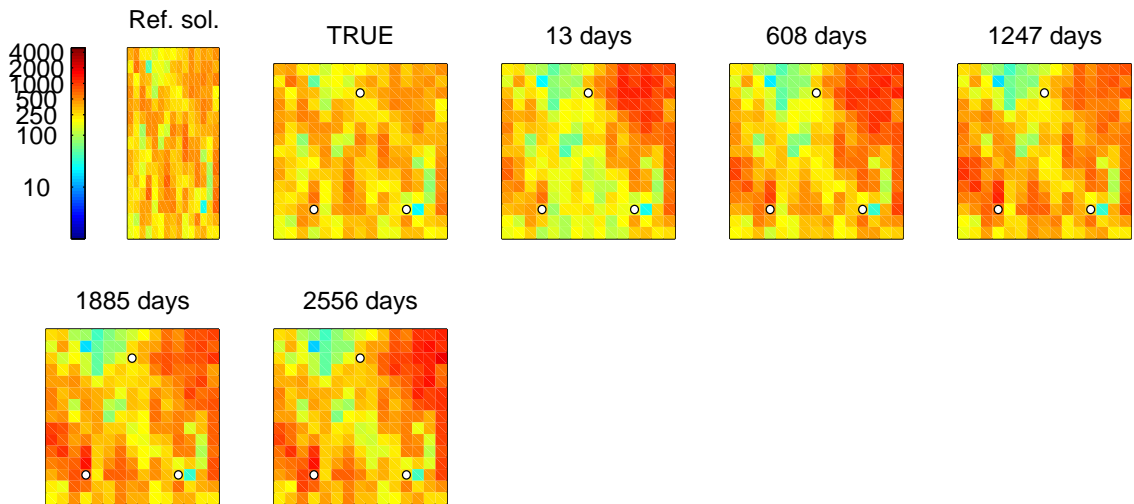 Ref. sol.
TRUE
13 days
608 days
1247 days
4000
2000
1000
500
250
100
10
1885 days
2556 days